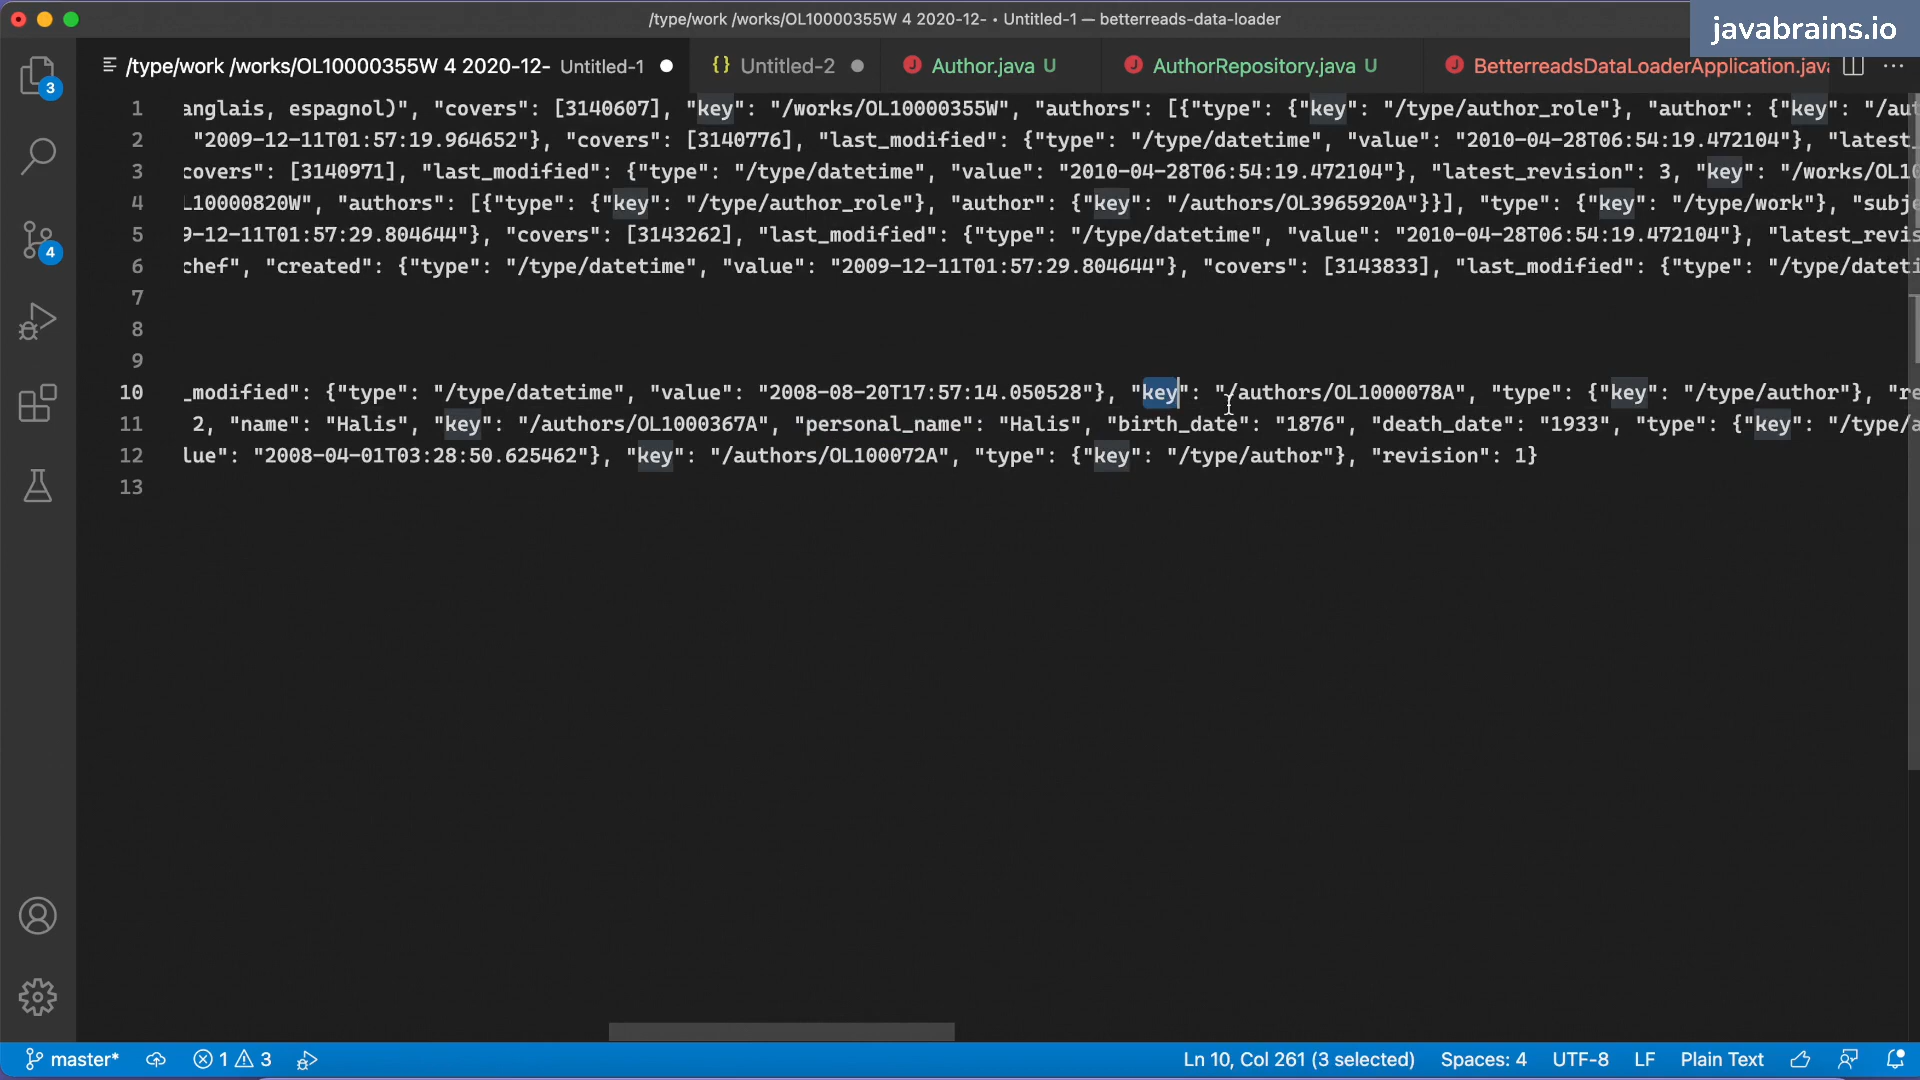 /type/work /works/OL10000355W 4 2020-12- • Untitled-1 — betterreads-data-loader
javabrains.io
/type/work /works/OL10000355W 4 2020-12- Untitled-1
{} Untitled-2
Author.java U
AuthorRepository.java U
BetterreadsDataLoaderApplication.java
3
4
1 anglais, espagnol)", "covers": [3140607], "key": "/works/OL10000355W", "authors": [{"type": {"key": "/type/author_role"}, "author": {"key": "/aut
2 "2009-12-11T01:57:19.964652"}, "covers": [3140776], "last_modified": {"type": "/type/datetime", "value": "2010-04-28T06:54:19.472104"}, "latest_
3 covers": [3140971], "last_modified": {"type": "/type/datetime", "value": "2010-04-28T06:54:19.472104"}, "latest_revision": 3, "key": "/works/OL10
4 L10000820W", "authors": [{"type": {"key": "/type/author_role"}, "author": {"key": "/authors/OL3965920A"}}], "type": {"key": "/type/work"}, "subje
5 9-12-11T01:57:29.804644"}, "covers": [3143262], "last_modified": {"type": "/type/datetime", "value": "2010-04-28T06:54:19.472104"}, "latest_revis
6 chef", "created": {"type": "/type/datetime", "value": "2009-12-11T01:57:29.804644"}, "covers": [3143833], "last_modified": {"type": "/type/dateti
7
8
9
10 _modified": {"type": "/type/datetime", "value": "2008-08-20T17:57:14.050528"}, "key": "/authors/OL1000078A", "type": {"key": "/type/author"}, "re
11 2, "name": "Halis", "key": "/authors/OL1000367A", "personal_name": "Halis", "birth_date": "1876", "death_date": "1933", "type": {"key": "/type/a
12 lue": "2008-04-01T03:28:50.625462"}, "key": "/authors/OL100072A", "type": {"key": "/type/author"}, "revision": 1}
13
master* 1 3 Ln 10, Col 261 (3 selected) Spaces: 4 UTF-8 LF Plain Text